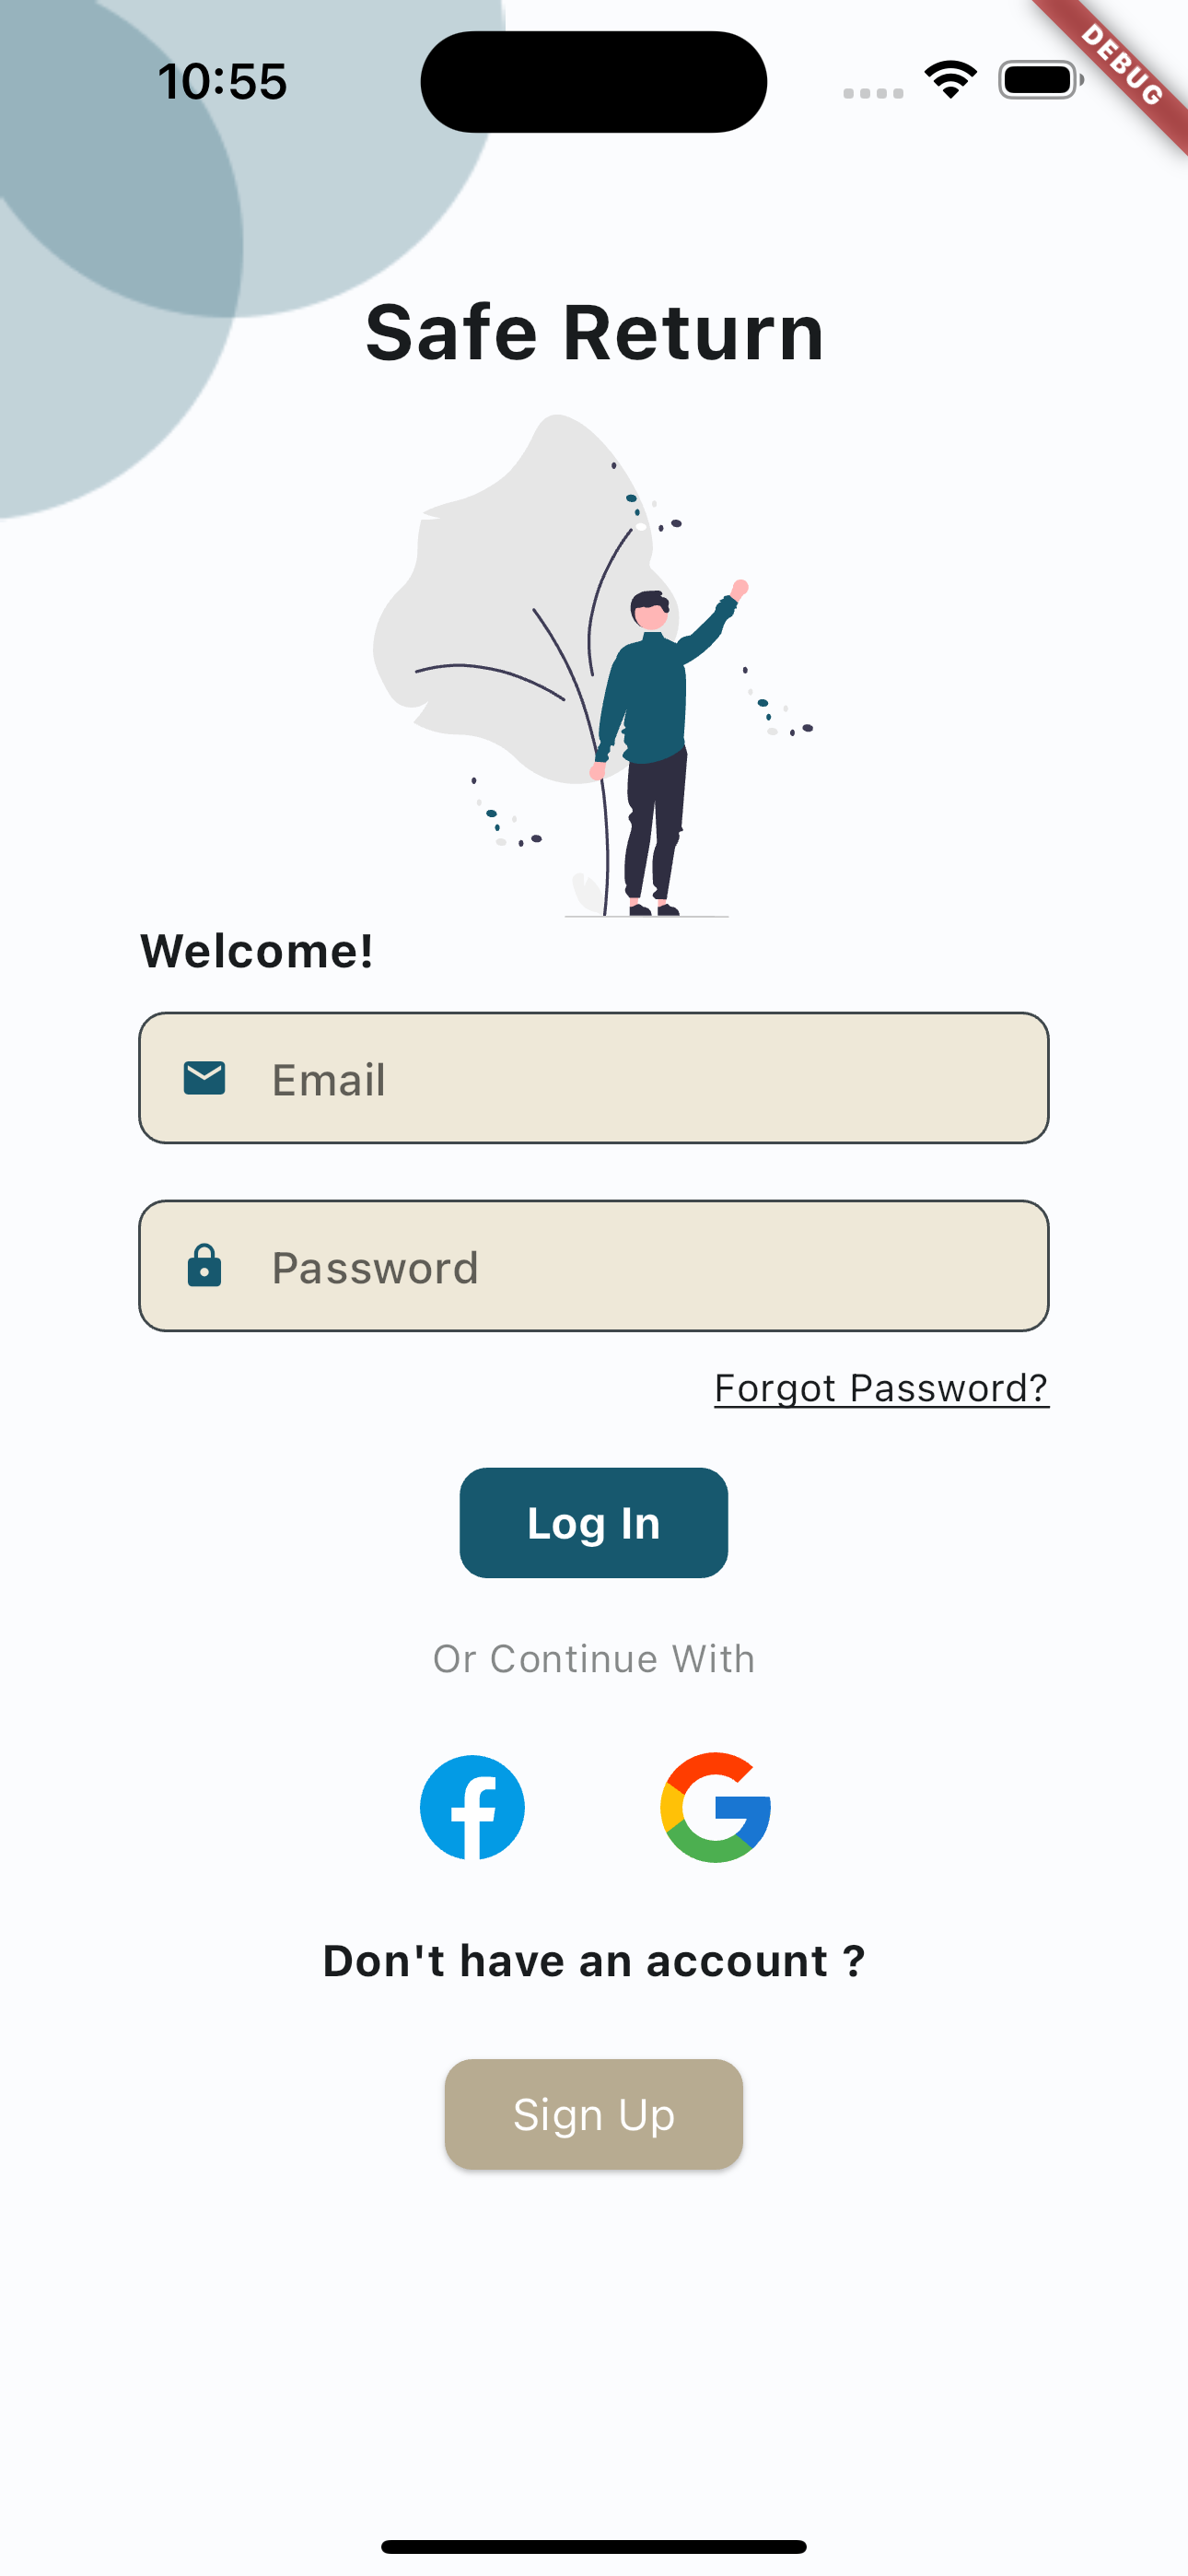 10:55
DEBUG
Safe Return
Welcome!
Email
Password
Forgot Password?
Log In
Or Continue With
Don't have an account ?
Sign Up